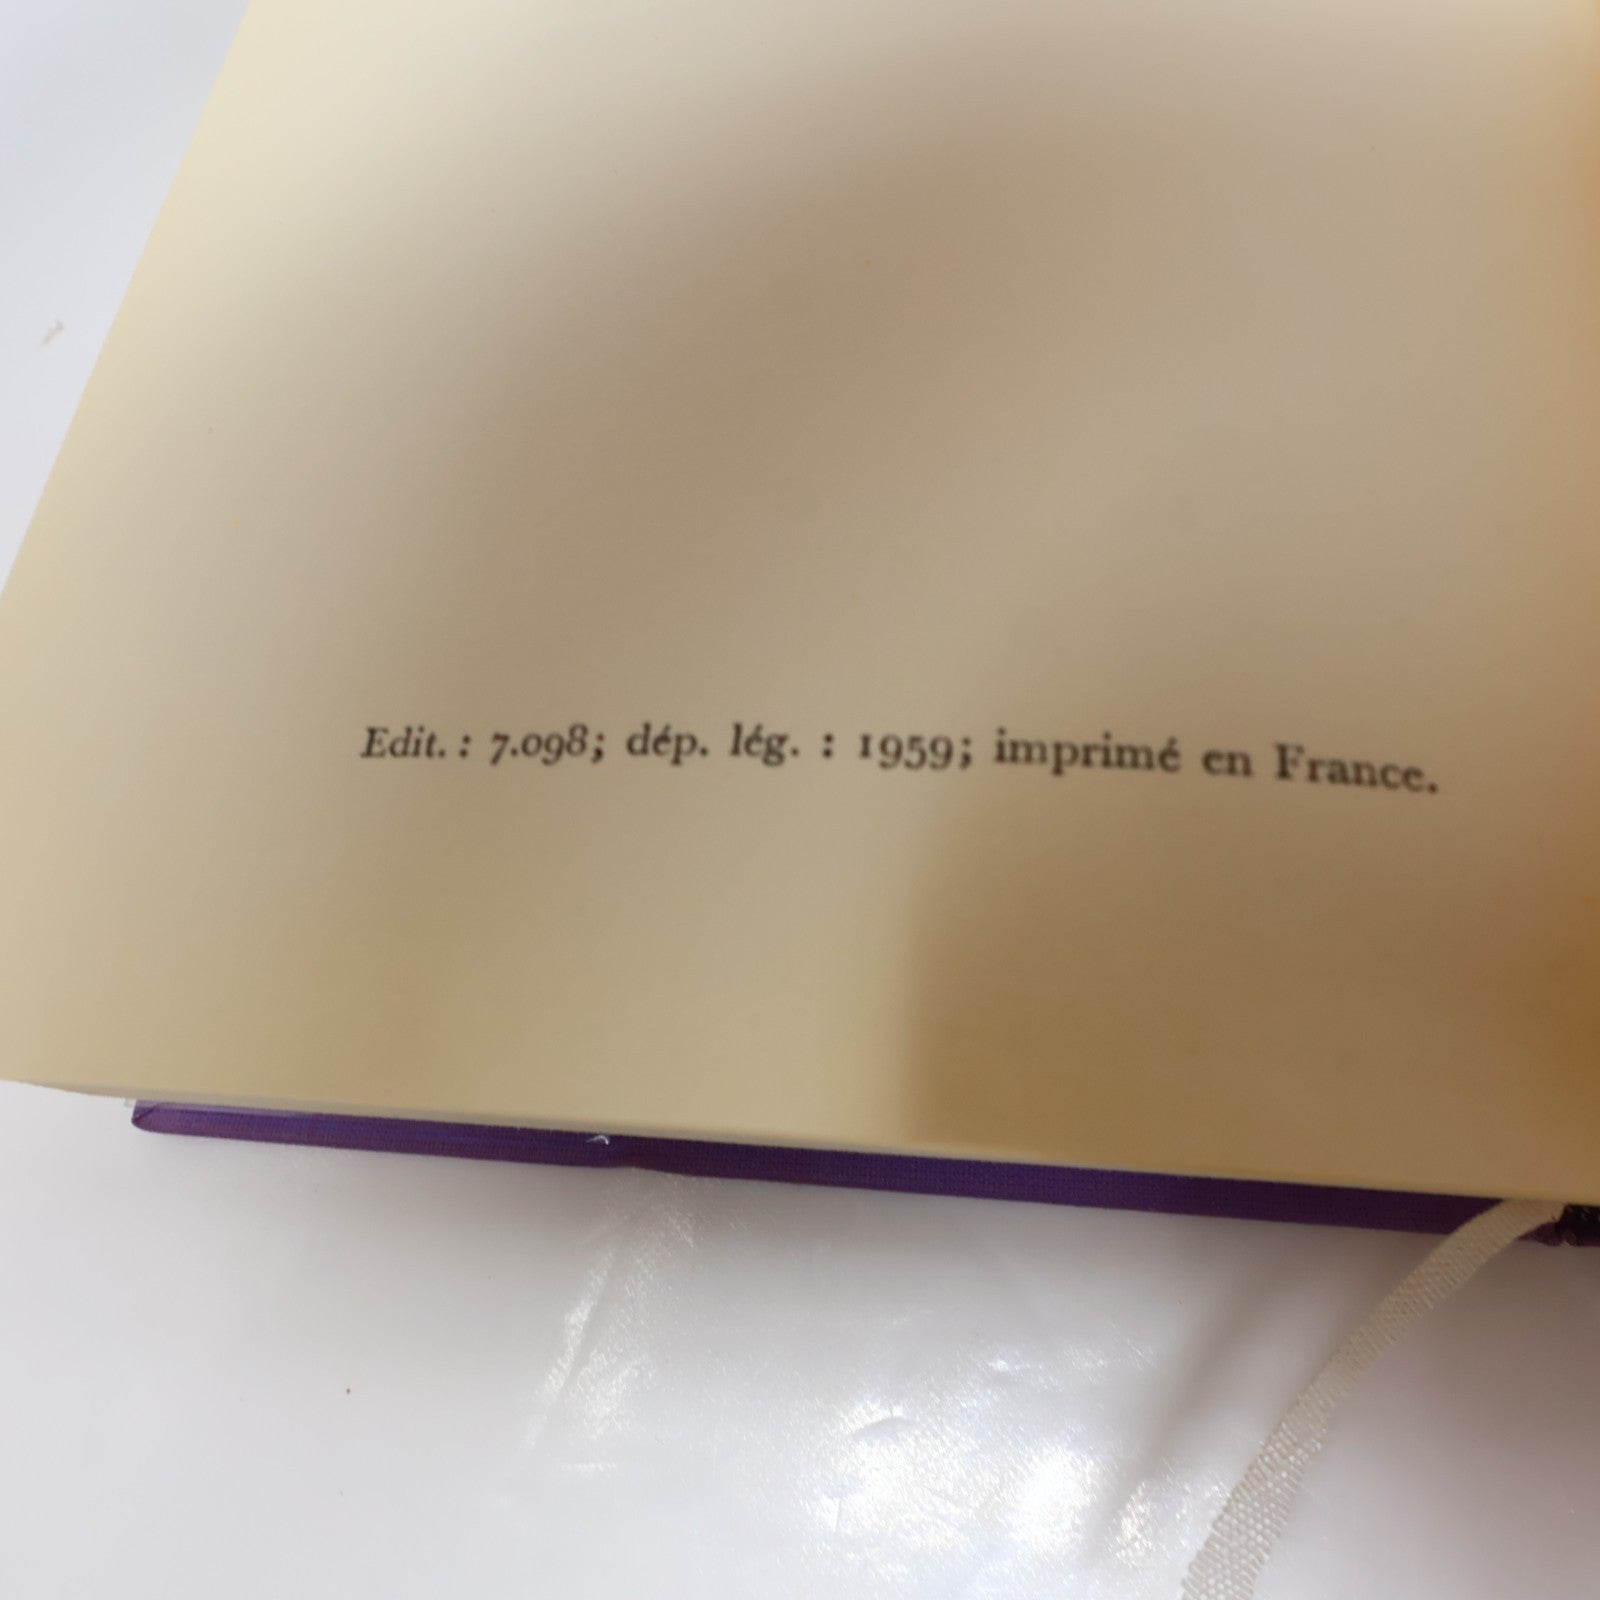 Edit. : 7.098; dép. lég. : 1959; imprimé en France.